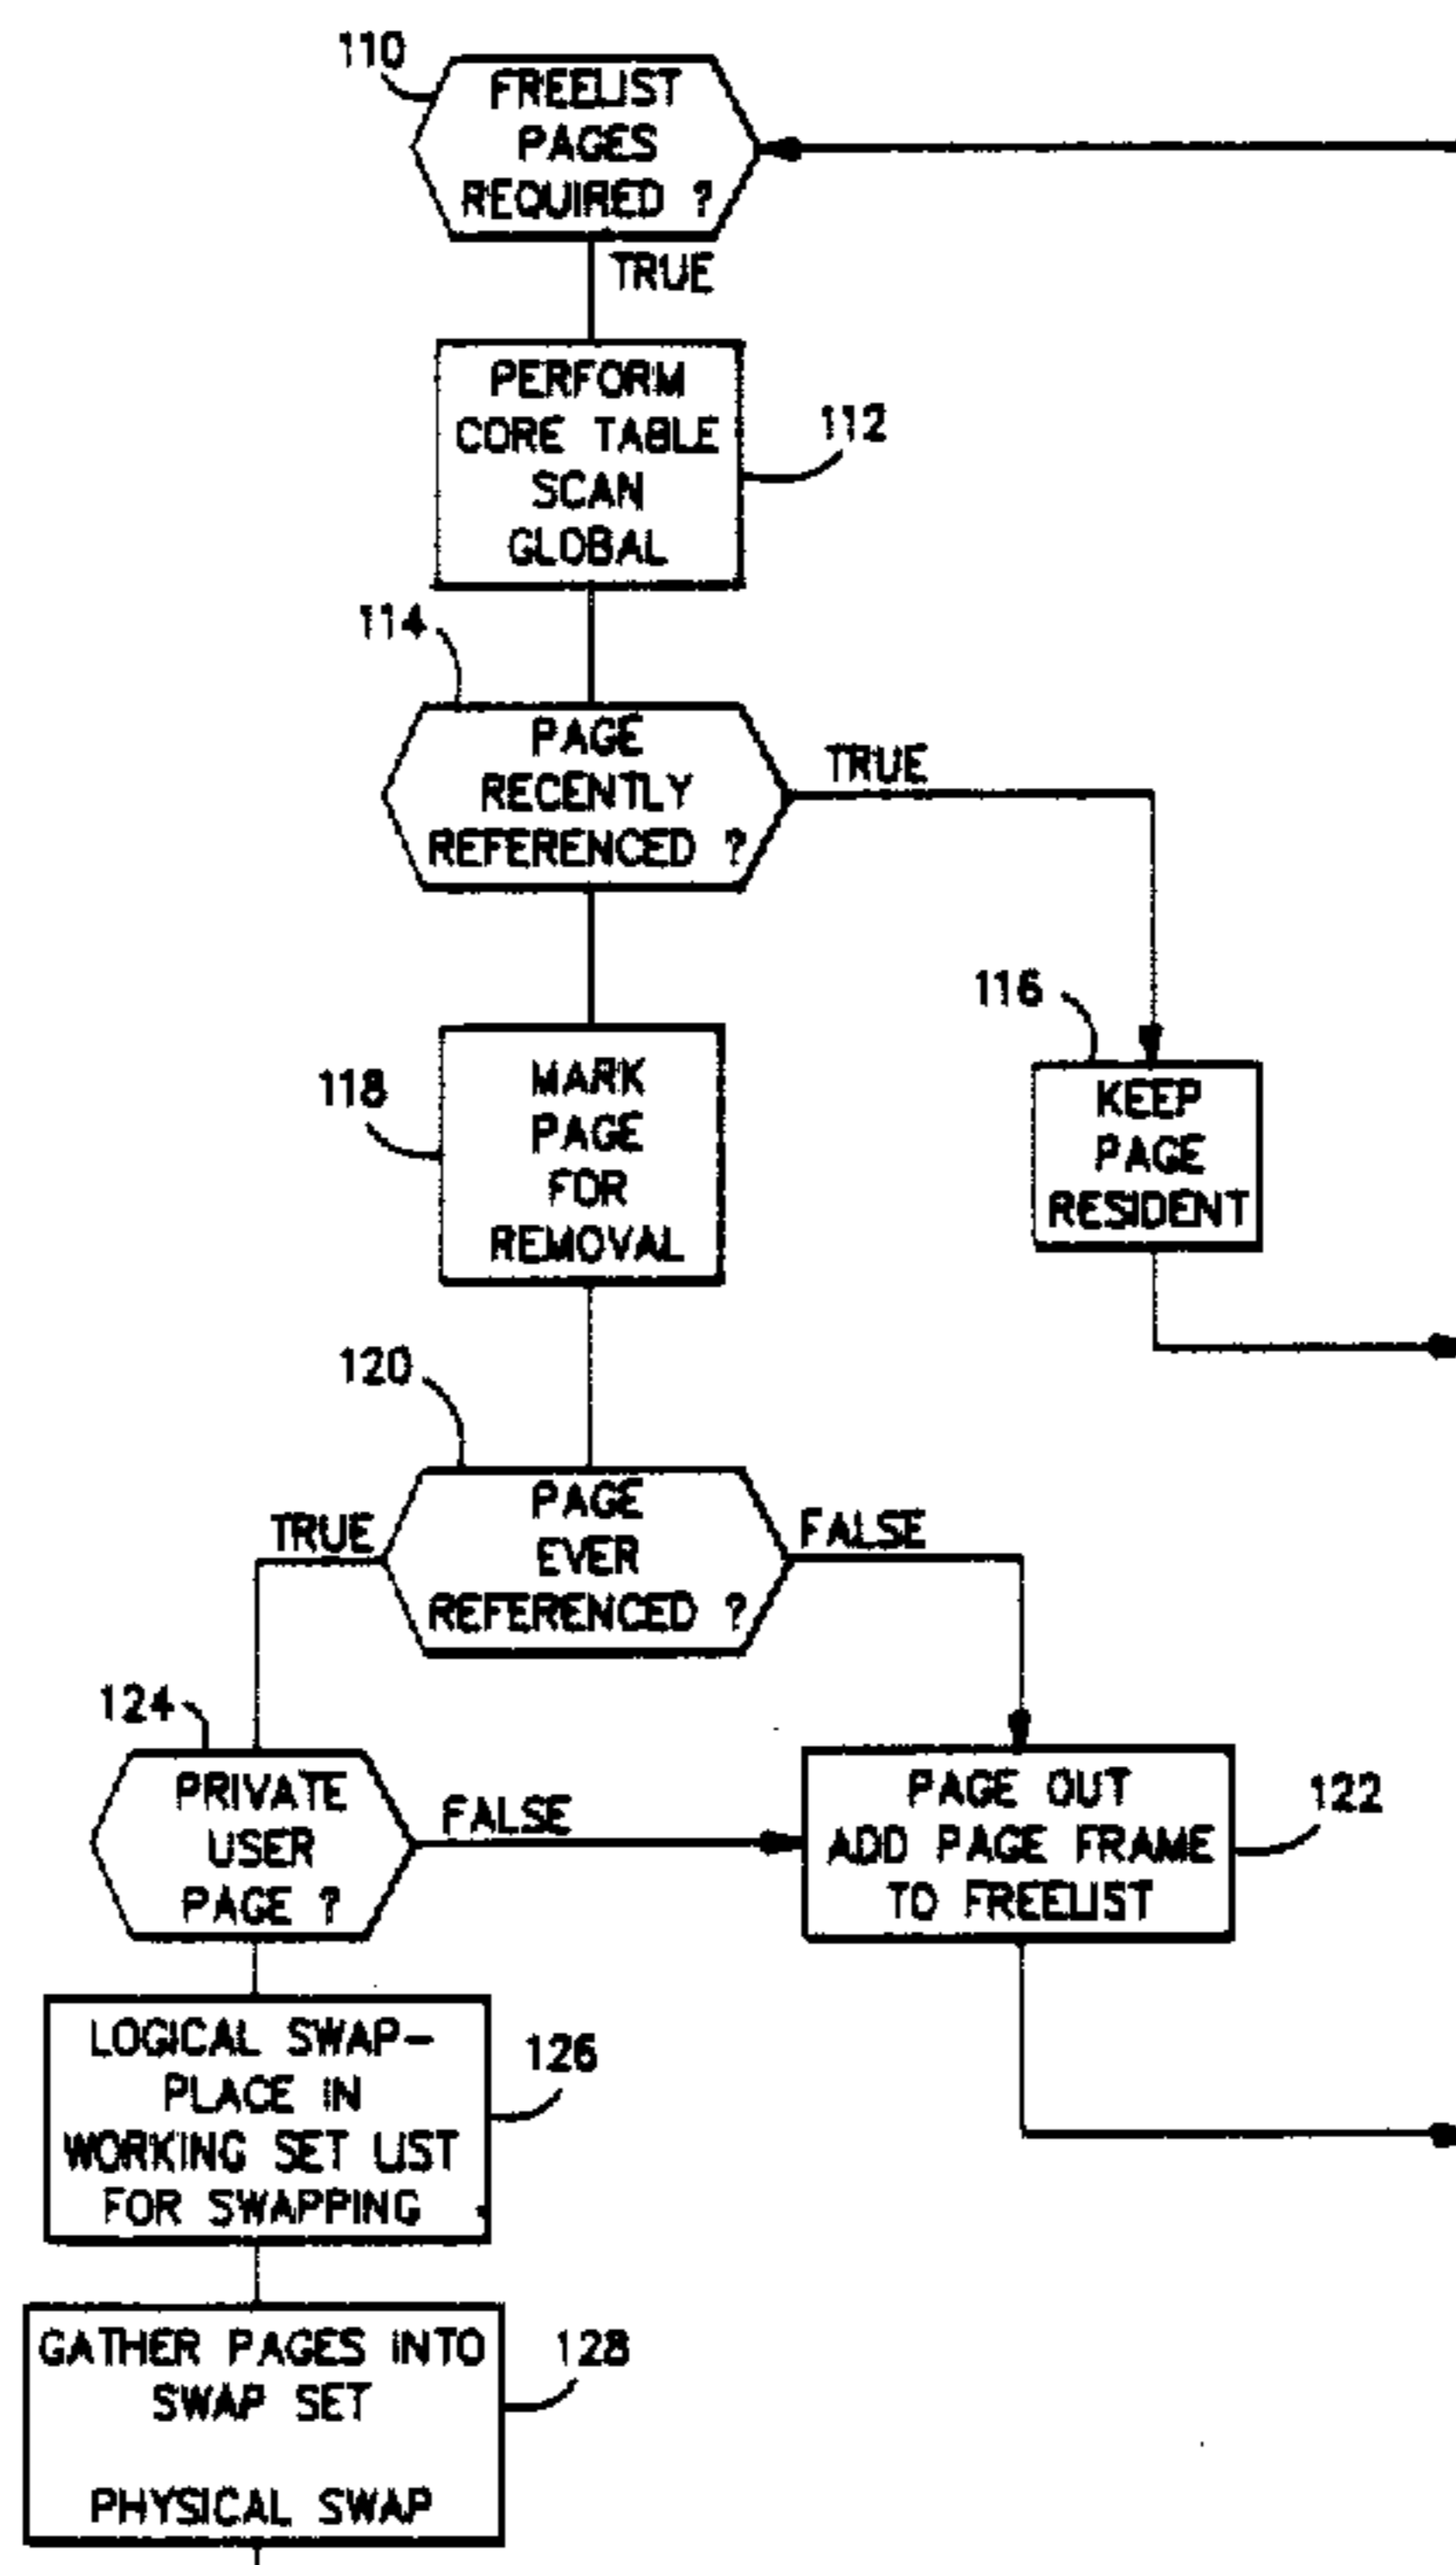 110
FREELIST
PAGES
REQUIRED ?
TRUE
PERFORM
CORE TABLE
SCAN
GLOBAL
112
114
PAGE
RECENTLY
REFERENCED ?
TRUE
116
KEEP
PAGE
RESIDENT
118
MARK
PAGE
FOR
REMOVAL
120
PAGE
EVER
REFERENCED ?
TRUE
FALSE
124
PRIVATE
USER
PAGE ?
FALSE
PAGE OUT
ADD PAGE FRAME
TO FREELIST
122
LOGICAL SWAP-
PLACE IN
WORKING SET LIST
FOR SWAPPING
126
GATHER PAGES INTO
SWAP SET
PHYSICAL SWAP
128